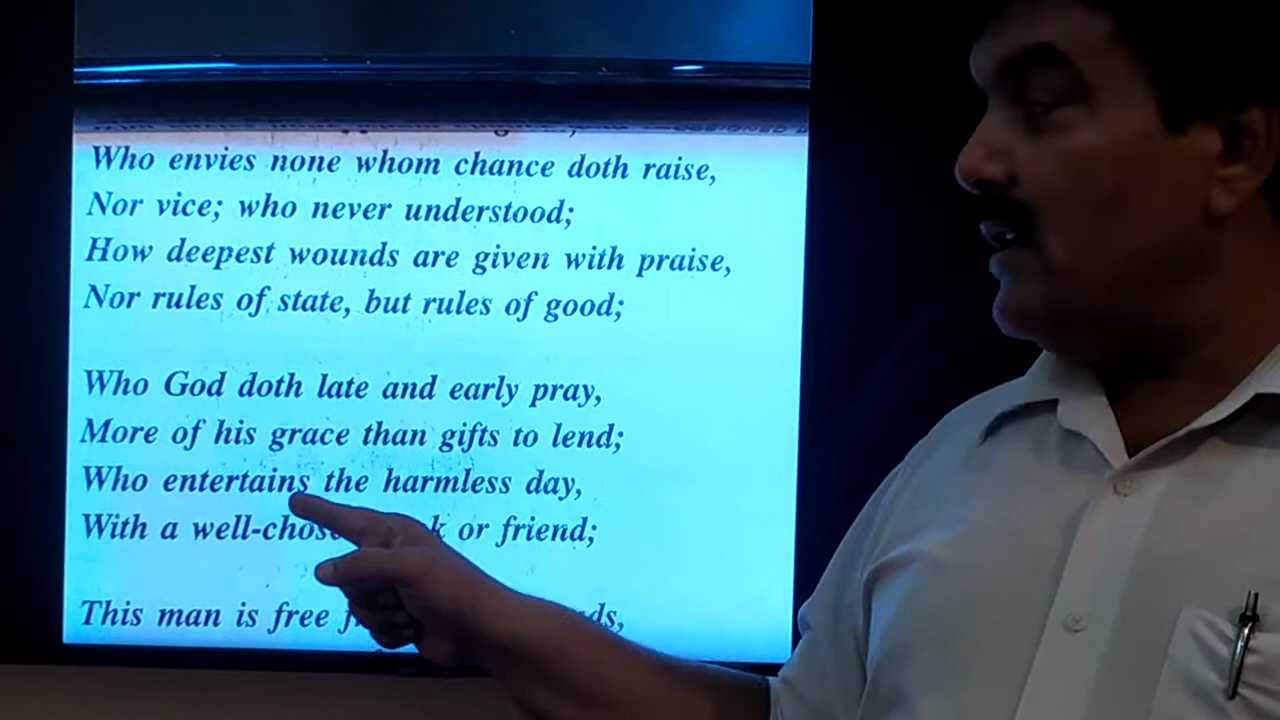 Who envies none whom chance doth raise,
Nor vice; who never understood;
How deepest wounds are given with praise,
Nor rules of state, but rules of good;
Who God doth late and early pray,
More of his grace than gifts to lend;
Who entertains the harmless day,
With a or friend;
This man is free